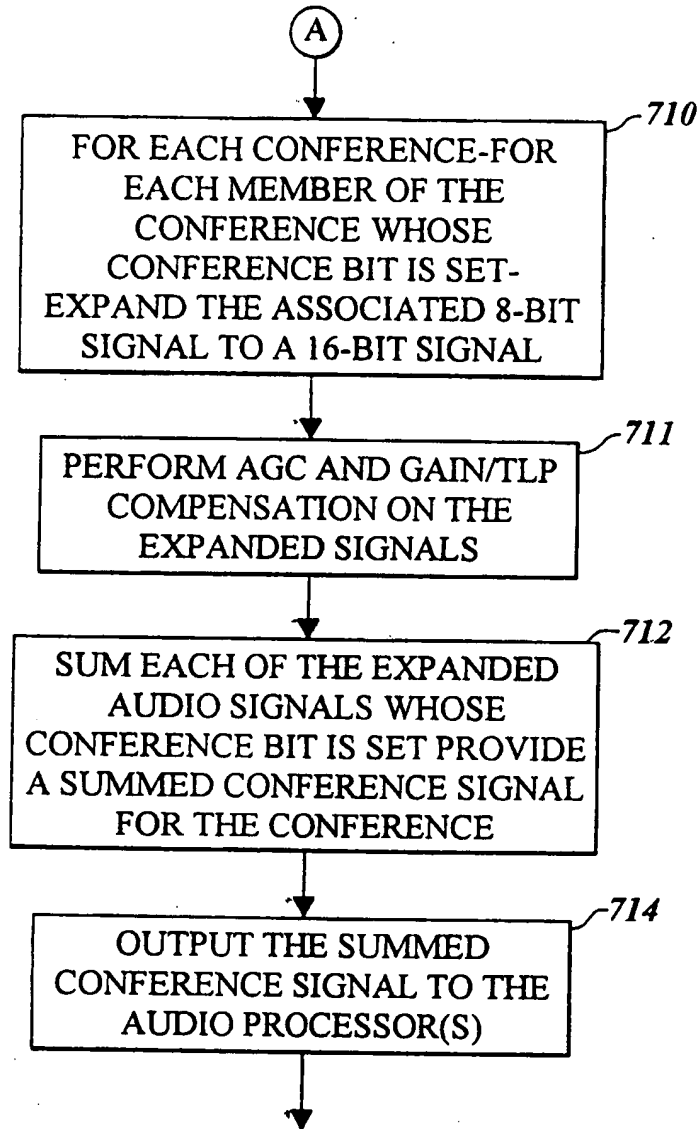 A
710
FOR EACH CONFERENCE-FOR
EACH MEMBER OF THE
CONFERENCE WHOSE
CONFERENCE BIT IS SET-
EXPAND THE ASSOCIATED 8-BIT
SIGNAL TO A 16-BIT SIGNAL
711
PERFORM AGC AND GAIN/TLP
COMPENSATION ON THE
EXPANDED SIGNALS
712
SUM EACH OF THE EXPANDED
AUDIO SIGNALS WHOSE
CONFERENCE BIT IS SET PROVIDE
A SUMMED CONFERENCE SIGNAL
FOR THE CONFERENCE
714
OUTPUT THE SUMMED
CONFERENCE SIGNAL TO THE
AUDIO PROCESSOR(S)